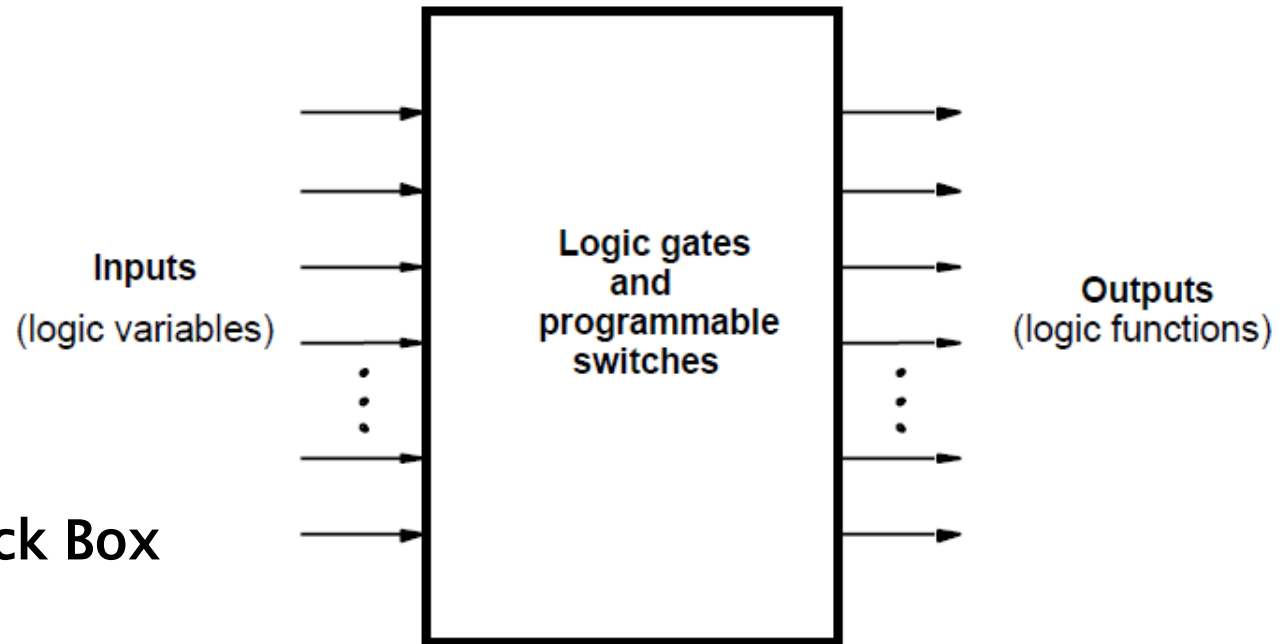 Inputs
(logic variables)
Logic gates
and
programmable
switches
Outputs
(logic functions)
ck Box